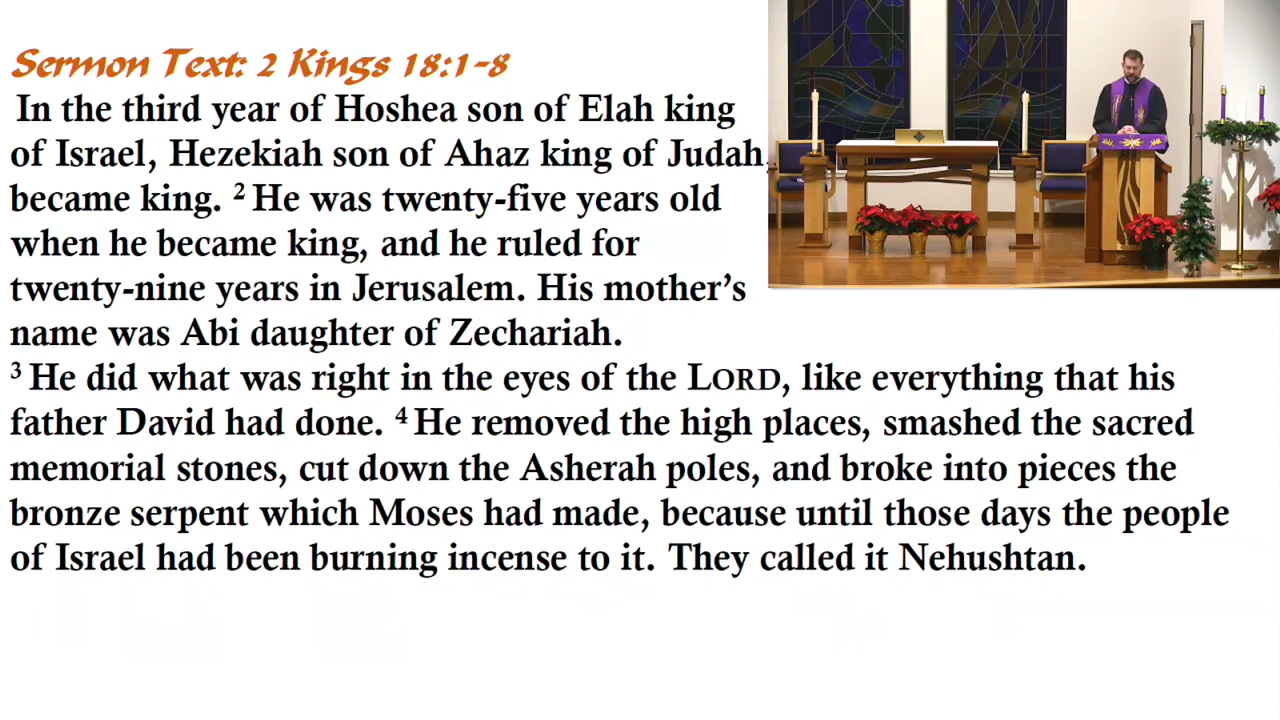 Sermon Text: 2 Kings 18:1-8
In the third year of Hoshea son of Elah king
of Israel, Hezekiah son of Ahaz king of Judah,
became king. ² He was twenty-five years old
when he became king, and he ruled for
twenty-nine years in Jerusalem. His mother’s
name was Abi daughter of Zechariah.
³ He did what was right in the eyes of the LORD, like everything that his
father David had done. ⁴ He removed the high places, smashed the sacred
memorial stones, cut down the Asherah poles, and broke into pieces the
bronze serpent which Moses had made, because until those days the people
of Israel had been burning incense to it. They called it Nehushtan.